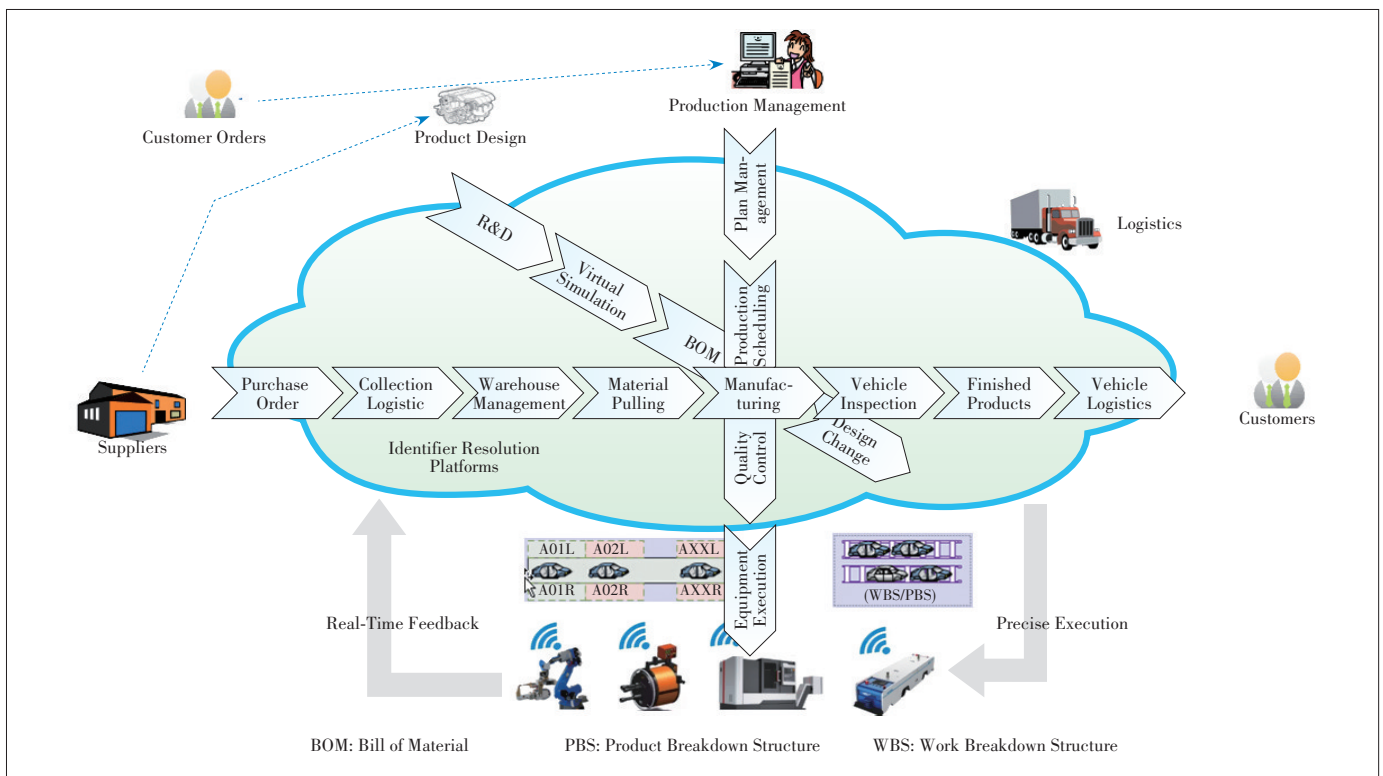 Production Management
Customer Orders
Product Design
Plan Man-
agement
Logistics
R&D
Virtual
Simulation
BOM
Production
Scheduling
Purchase
Order
Collection
Logistic
Warehouse
Management
Material
Pulling
Manufac-
turing
Vehicle
Inspection
Finished
Products
Vehicle
Logistics
Customers
Suppliers
Identifier Resolution
Platforms
Quality
Control
Design
Change
A01L
A02L
AXXL
A01R
A02R
AXXR
Equipment
Execution
(WBS/PBS)
Real-Time Feedback
Precise Execution
BOM: Bill of Material
PBS: Product Breakdown Structure
WBS: Work Breakdown Structure